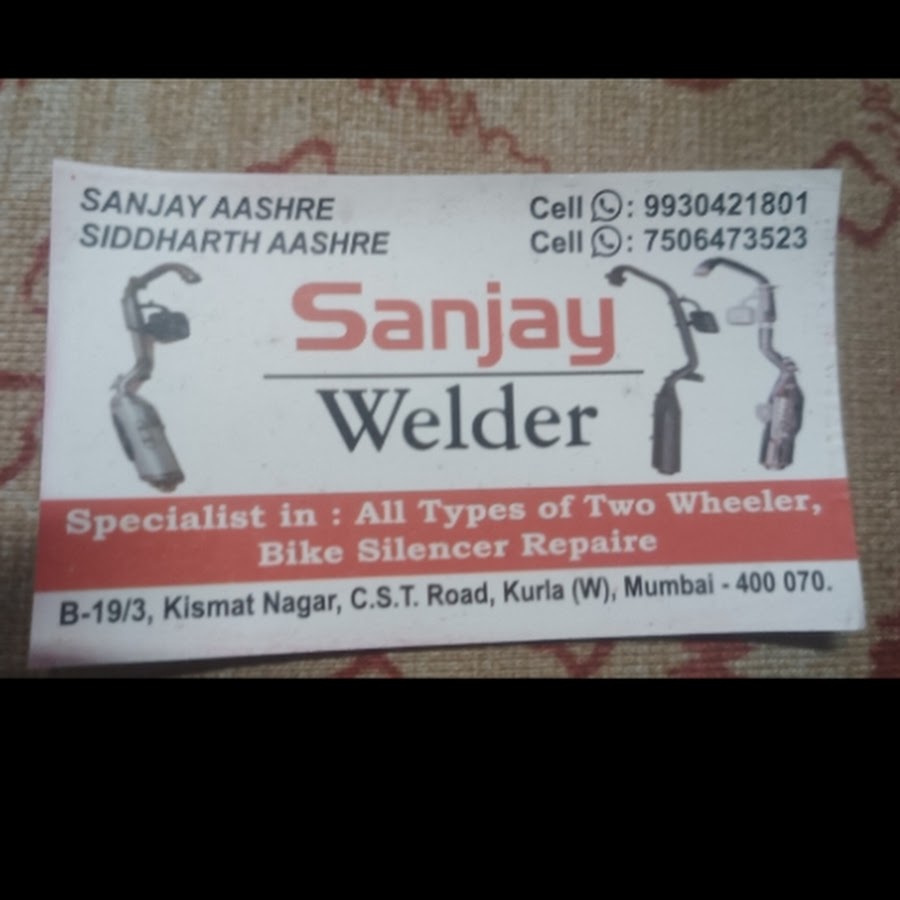 SANJAY AASHRE
SIDDHARTH AASHRE
Cell : 9930421801
Cell : 7506473523
Sanjay
Welder
Specialist in : All Types of Two Wheeler,
Bike Silencer Repaire
B-19/3, Kismat Nagar, C.S.T. Road, Kurla (W), Mumbai - 400 070.